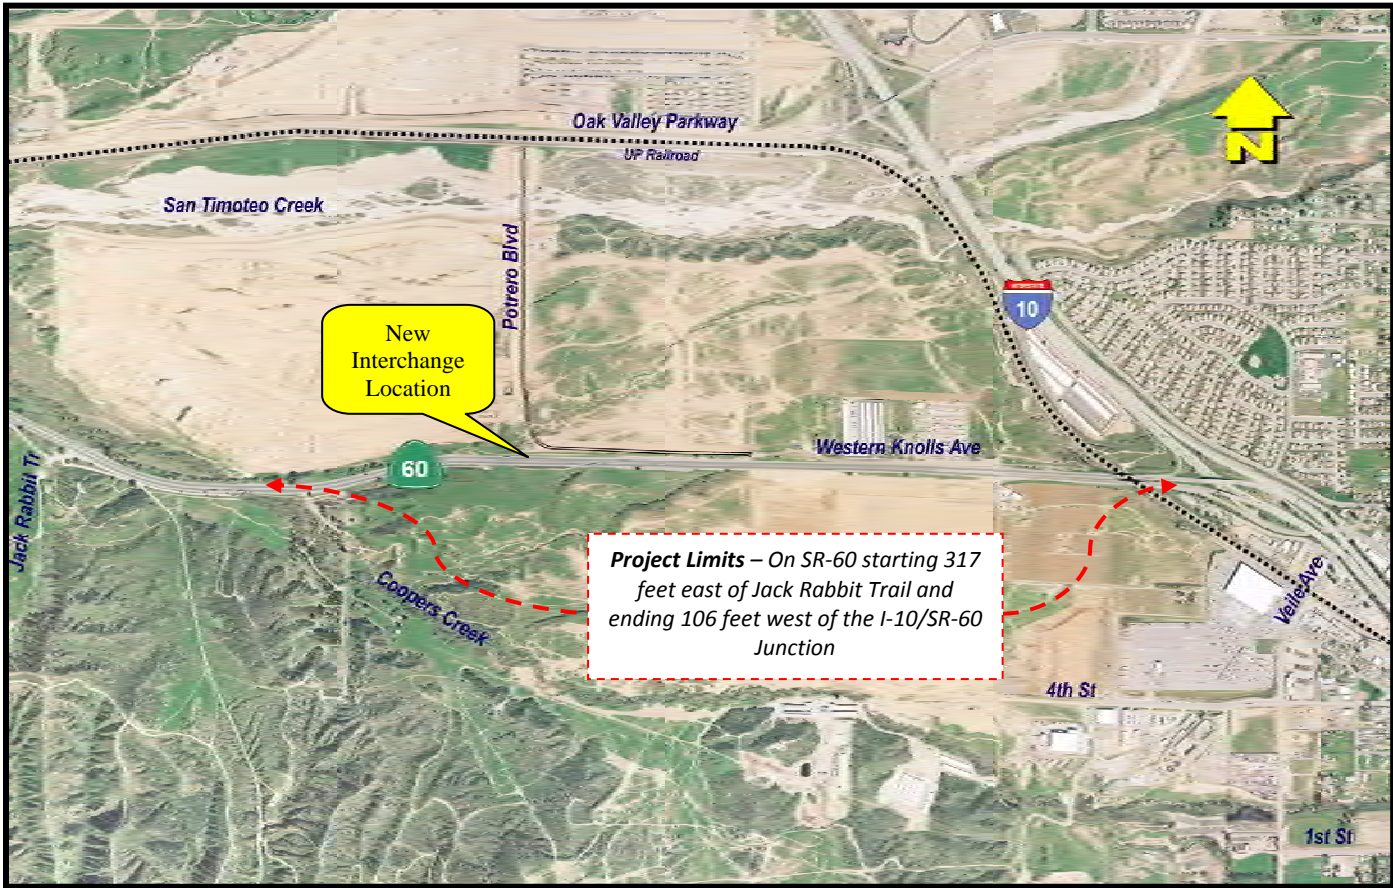 Oak Valley Parkway
UP Railroad
San Timoteo Creek
Potrero Blvd
INTERSTATE
10
New
Interchange
Location
Western Knolls Ave
60
Jack Rabbit Tr
Project Limits – On SR-60 starting 317
feet east of Jack Rabbit Trail and
ending 106 feet west of the I-10/SR-60
Junction
Coopers Creek
Veile Ave
4th St
1st St
N